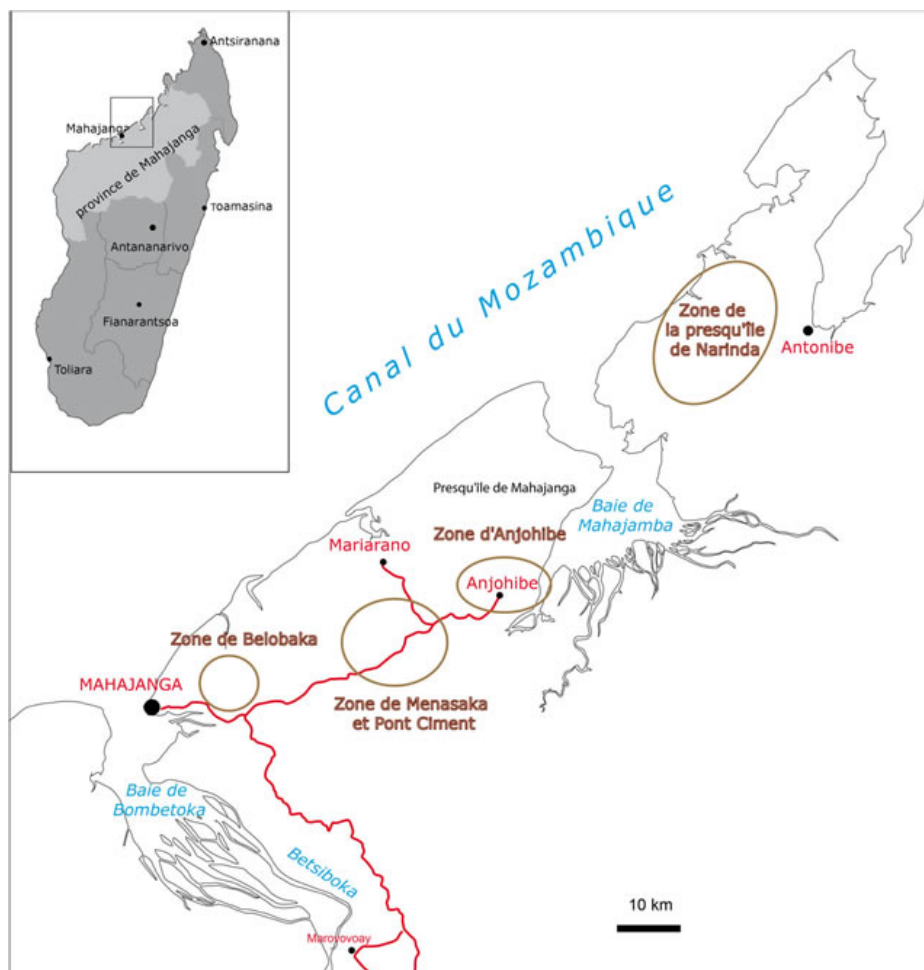 Antsiranana
Mahajanga
province de Mahajanga
Toamasina
Antananarivo
Fianarantsoa
Toliara
Canal du Mozambique
Zone de
la presqu'île
de Narinda
Antonibe
Presqu'île de Mahajanga
Baie de
Mahajamba
Zone d'Anjohibe
Mariarano
Anjohibe
Zone de Belobaka
MAHAJANGA
Zone de Menasaka
et Pont Ciment
Baie de
Bombetoka
Betsiboka
10 km